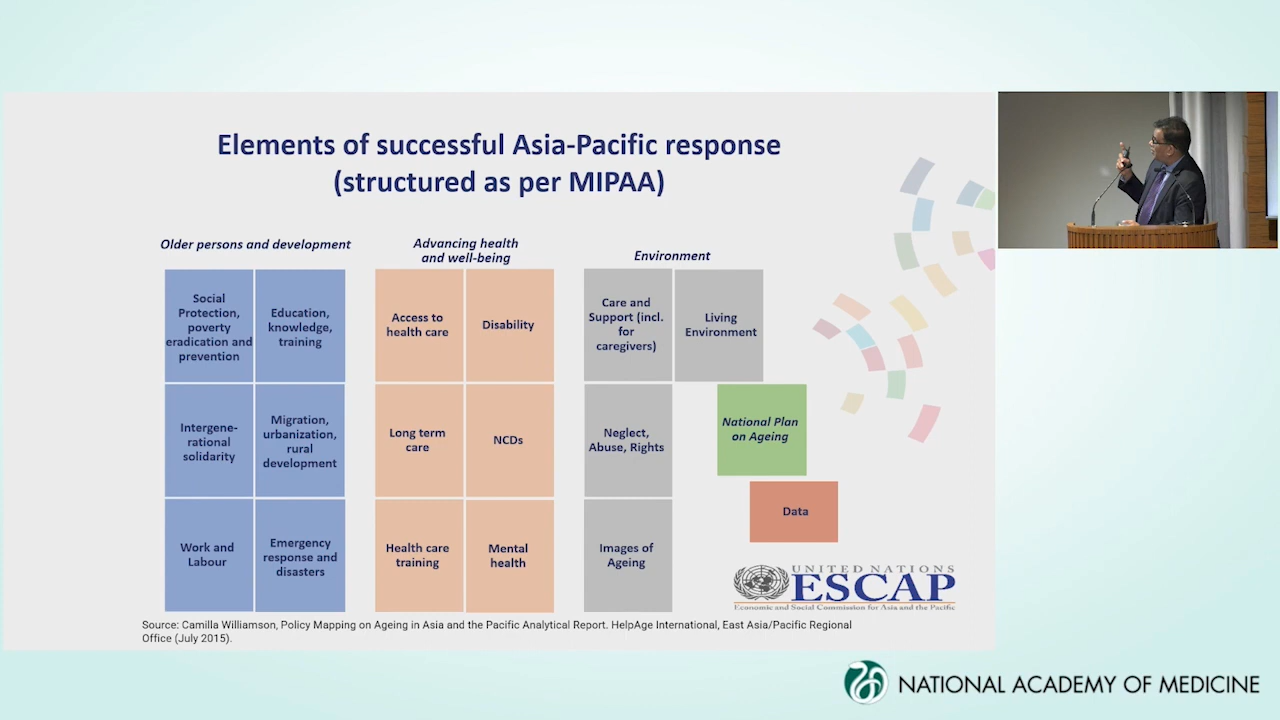 Elements of successful Asia-Pacific response
(structured as per MIPAA)
Older persons and development
Social
Protection,
poverty
eradication and
prevention
Education,
knowledge,
training
Intergene-
rational
solidarity
Migration,
urbanization,
rural
development
Work and
Labour
Emergency
response and
disasters
Advancing health
and well-being
Access to
health care
Disability
Long term
care
NCDs
Health care
training
Mental
health
Environment
Care and
Support (incl.
for
caregivers)
Living
Environment
Neglect,
Abuse, Rights
Images of
Ageing
National Plan
on Ageing
Data
UNITED NATIONS
ESCAP
Economic and Social Commission for Asia and the Pacific
Source: Camilla Williamson, Policy Mapping on Ageing in Asia and the Pacific Analytical Report. HelpAge International, East Asia/Pacific Regional
Office (July 2015).
NATIONAL ACADEMY OF MEDICINE